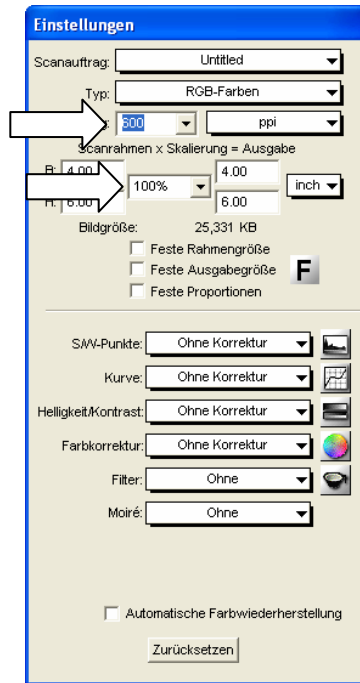 Einstellungen
Scanauftrag: Untitled
Typ: RGB-Farben
: 600 ppi
Scanrahmen x Skalierung = Ausgabe
B: 4.00 100% 4.00 inch
H: 6.00 6.00
Bildgröße: 25,331 KB
Feste Rahmengröße
Feste Ausgabegröße F
Feste Proportionen
S/W-Punkte: Ohne Korrektur
Kurve: Ohne Korrektur
Helligkeit/Kontrast: Ohne Korrektur
Farbkorrektur: Ohne Korrektur
Filter: Ohne
Moiré: Ohne
Automatische Farbwiederherstellung
Zurücksetzen